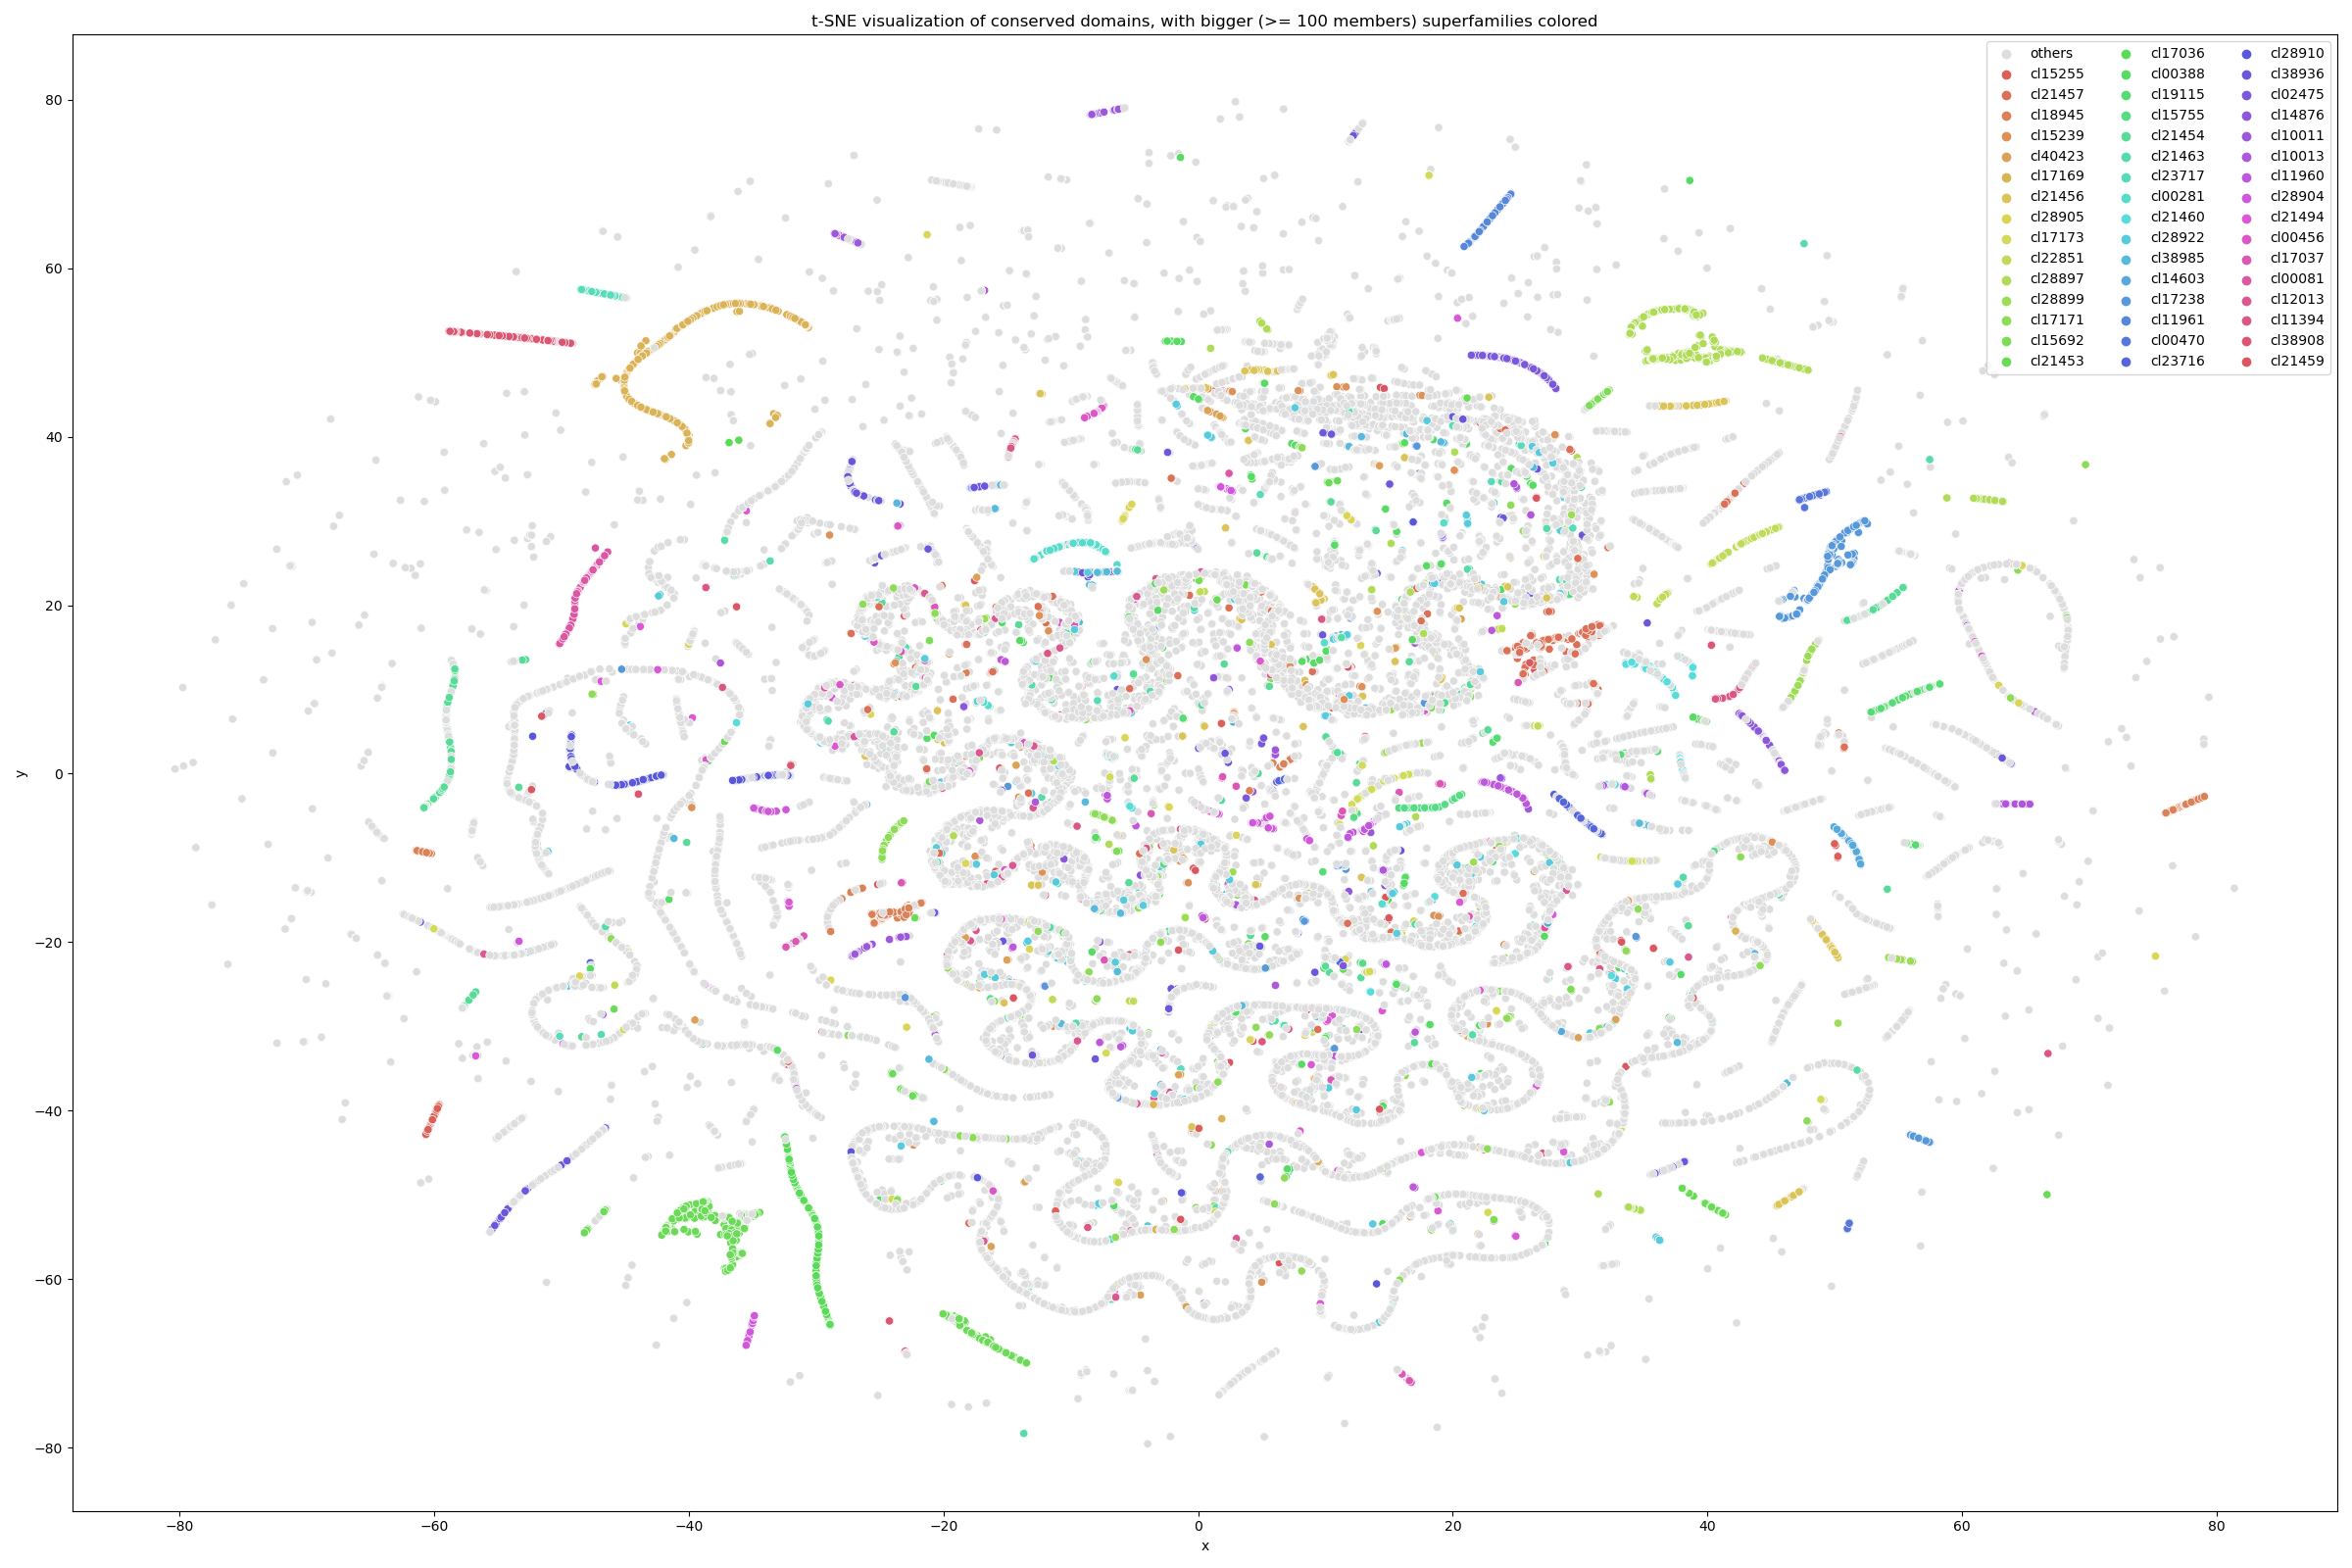 t-SNE visualization of conserved domains, with bigger (>= 100 members) superfamilies colored
others
cl15255
cl21457
cl18945
cl15239
cl40423
cl17169
cl21456
cl28905
cl17173
cl22851
cl28897
cl28899
cl17171
cl15692
cl21453
cl17036
cl00388
cl19115
cl15755
cl21454
cl21463
cl23717
cl00281
cl21460
cl28922
cl38985
cl14603
cl17238
cl11961
cl00470
cl23716
cl28910
cl38936
cl02475
cl14876
cl10011
cl10013
cl11960
cl28904
cl21494
cl00456
cl17037
cl00081
cl12013
cl11394
cl38908
cl21459
80
60
40
20
0
−20
−40
−60
−80
y
−80 −60 −40 −20 0 20 40 60 80
x